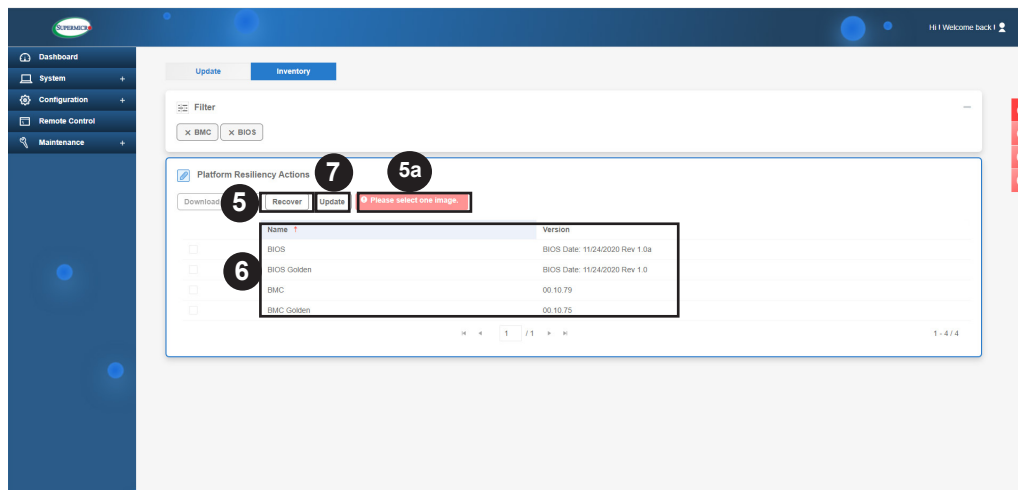 SUPERMICR
Hi ! Welcome back !
Dashboard
System +
Configuration +
Remote Control
Maintenance +
Update Inventory
Filter
× BMC × BIOS
Platform Resiliency Actions 7 5a
Download 5 Recover Update Please select one image.
Name ↑ Version
BIOS BIOS Date: 11/24/2020 Rev 1.0a
6 BIOS Golden BIOS Date: 11/24/2020 Rev 1.0
BMC 00.10.79
BMC Golden 00.10.75
1 / 1 1 - 4 / 4